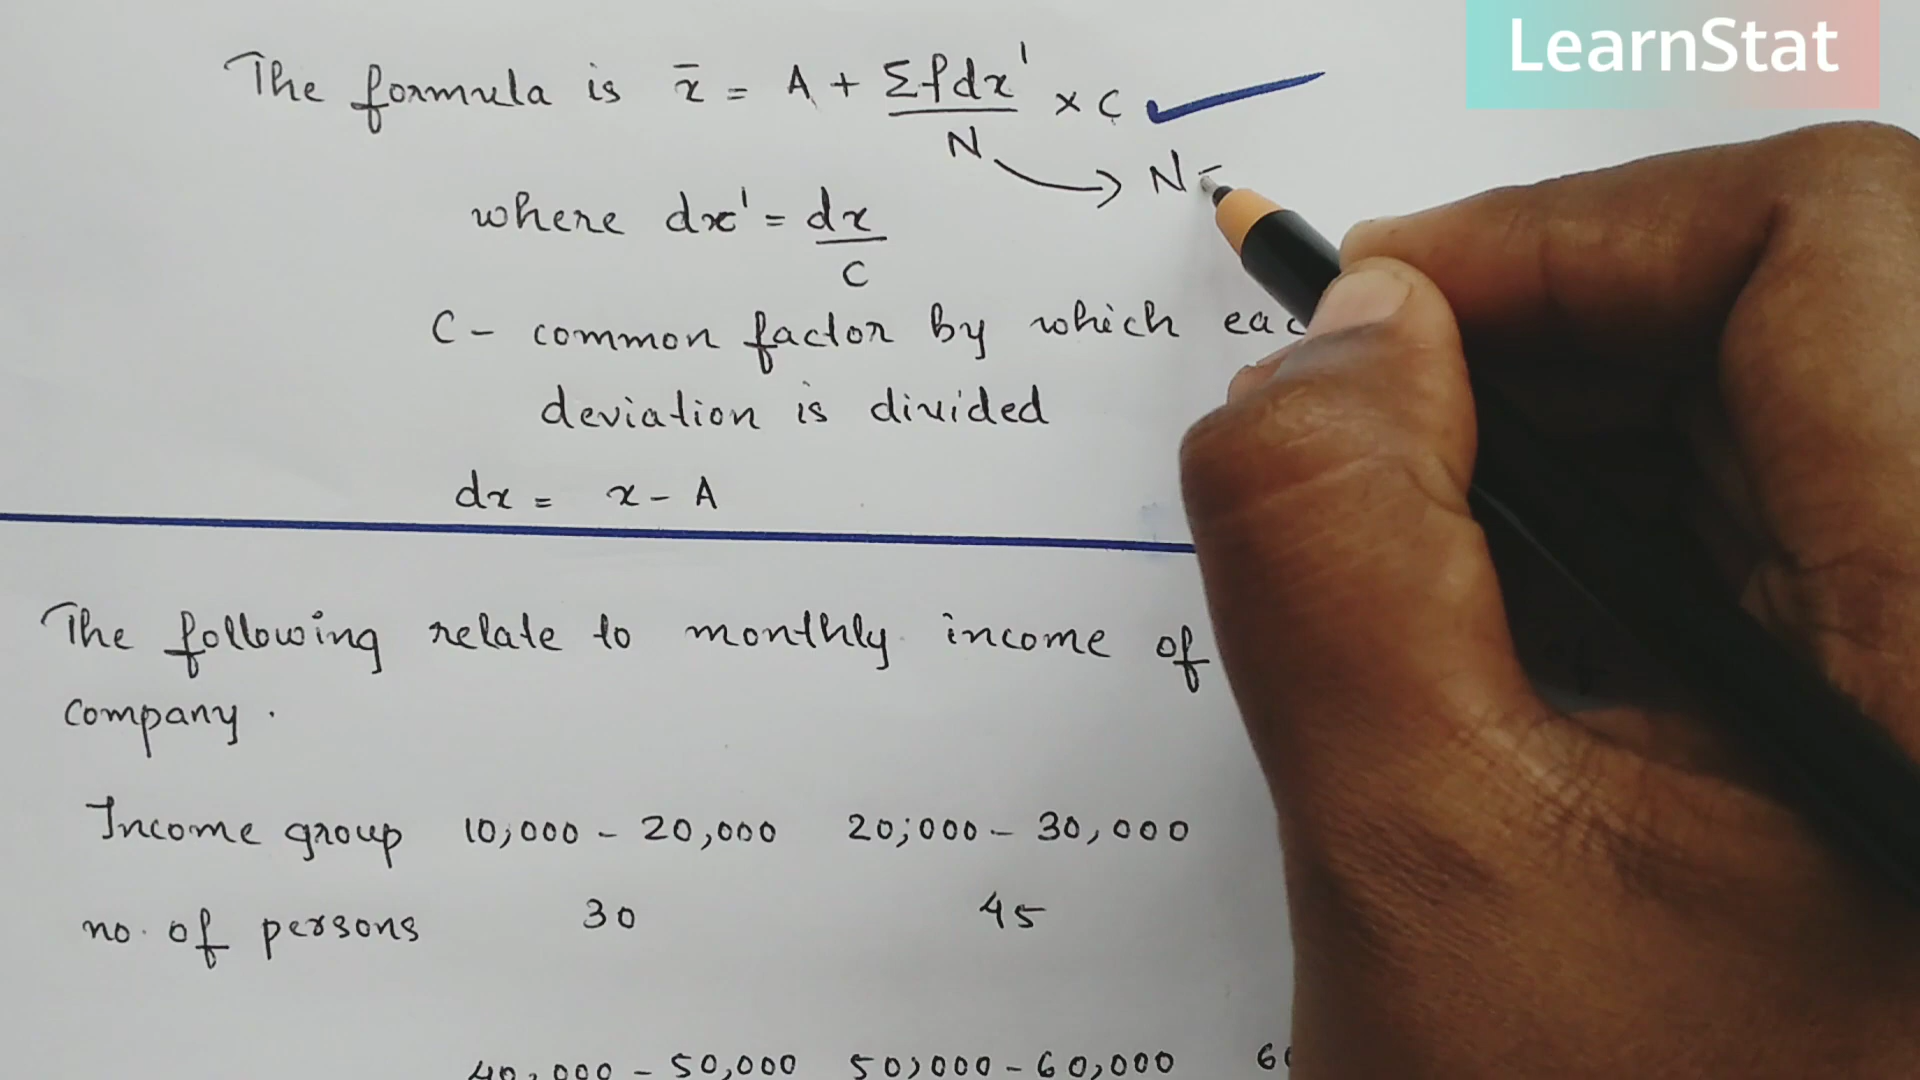 LearnStat
The formula is x̄ = A + Σfdx' / N × C
N =
where dx' = dx / C
C - common factor by which
deviation is divided
dx = x - A
The following relate to monthly income of
company.
Income group 10,000 - 20,000 20,000 - 30,000
no. of persons 30 45
40,000 - 50,000 50,000 - 60,000